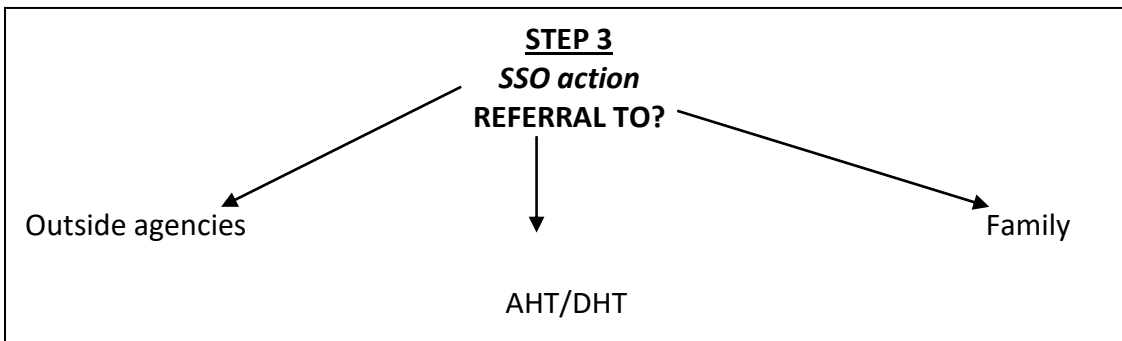 STEP 3
SSO action
REFERRAL TO?
Outside agencies
Family
AHT/DHT